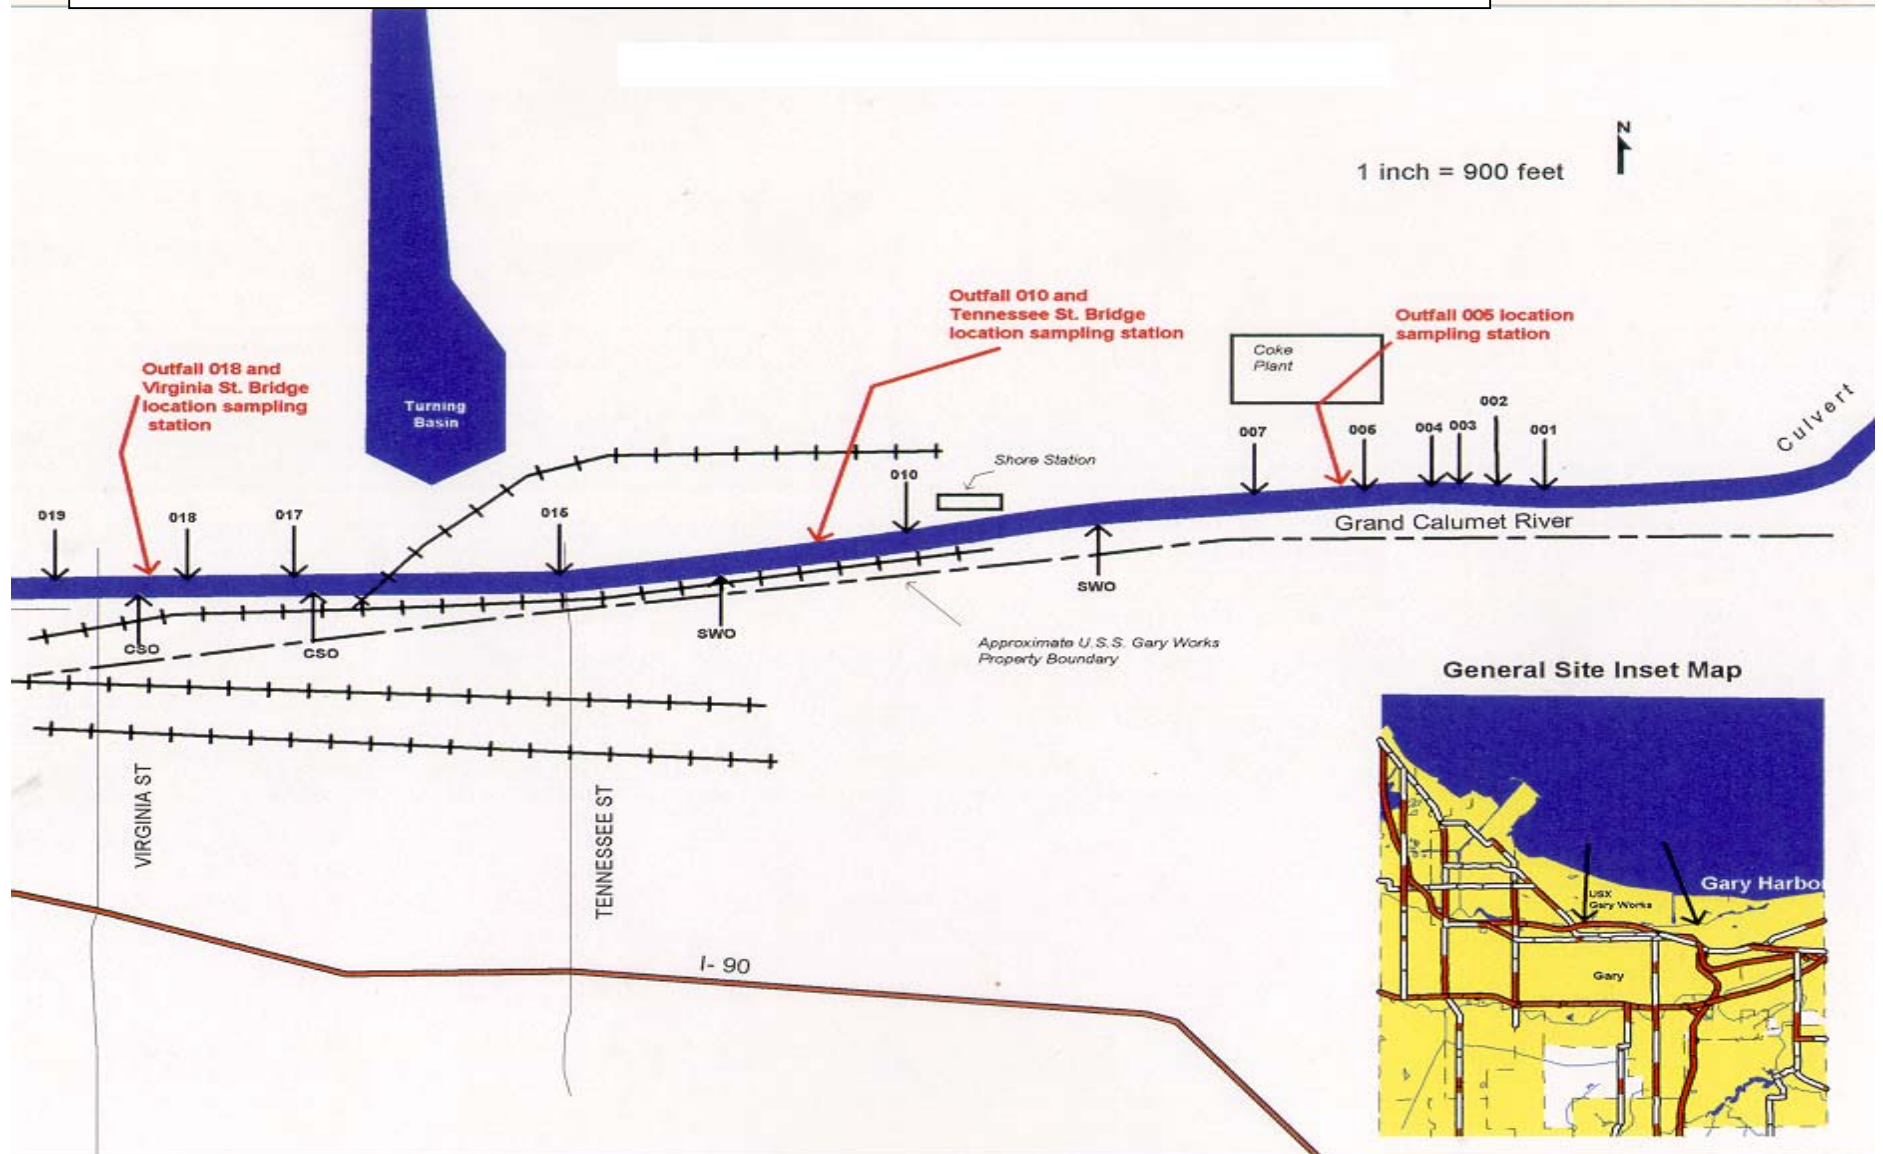 N
1 inch = 900 feet
Outfall 010 and
Tennessee St. Bridge
location sampling station
Outfall 005 location
sampling station
Coke
Plant
Outfall 018 and
Virginia St. Bridge
location sampling
station
Turning
Basin
Culvert
002
007
005
004
003
001
010
Shore Station
019
018
017
015
Grand Calumet River
SWO
SWO
CSO
CSO
Approximate U.S.S. Gary Works
Property Boundary
General Site Inset Map
VIRGINIA ST
TENNESSEE ST
I-90
Gary Harbo
USX
Gary Works
Gary